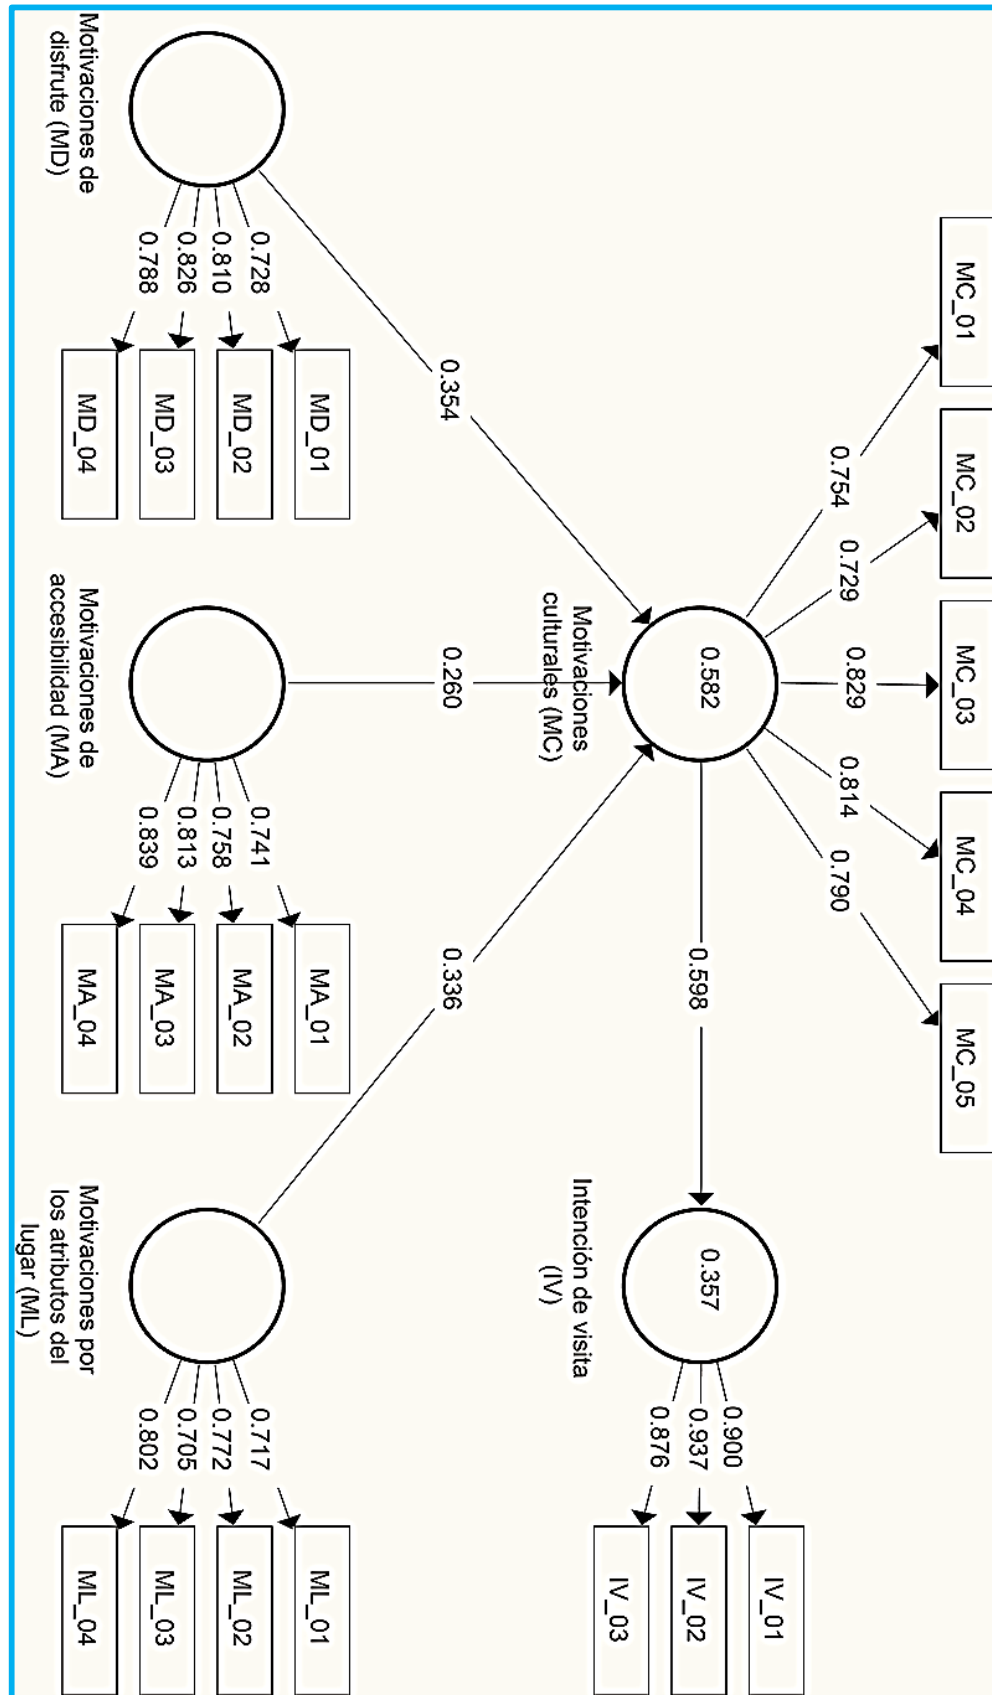 MC_01
MC_02
MC_03
MC_04
MC_05
0.754
0.729
0.829
0.814
0.790
0.582
Motivaciones
culturales (MC)
0.598
0.357
Intención de visita
(IV)
0.900
0.937
0.876
IV_01
IV_02
IV_03
0.354
0.260
0.336
0.728
0.810
0.826
0.788
MD_01
MD_02
MD_03
MD_04
Motivaciones de
disfrute (MD)
0.741
0.758
0.813
0.839
MA_01
MA_02
MA_03
MA_04
Motivaciones de
accesibilidad (MA)
0.717
0.772
0.705
0.802
ML_01
ML_02
ML_03
ML_04
Motivaciones por
los atributos del
lugar (ML)